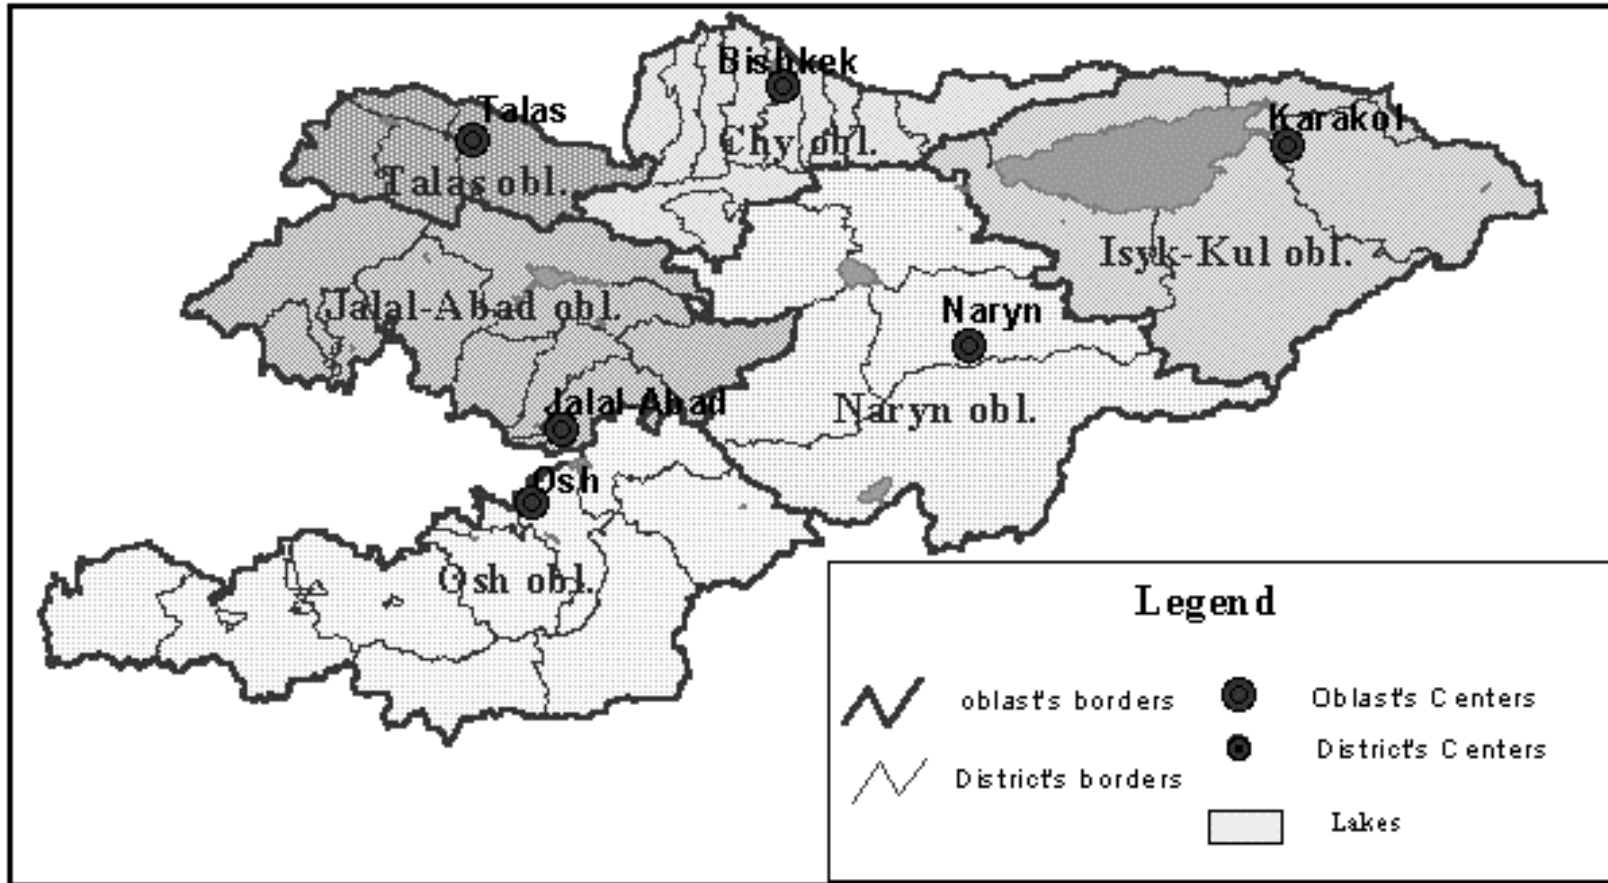 Bishkek
Talas
Karakol
Chy obl.
Talas obl.
Isyk-Kul obl.
Jalal-Abad obl.
Naryn
Jalal-Abad
Naryn obl.
Osh
Osh obl.
Legend
oblast's borders
Oblast's Centers
District's Centers
District's borders
Lakes